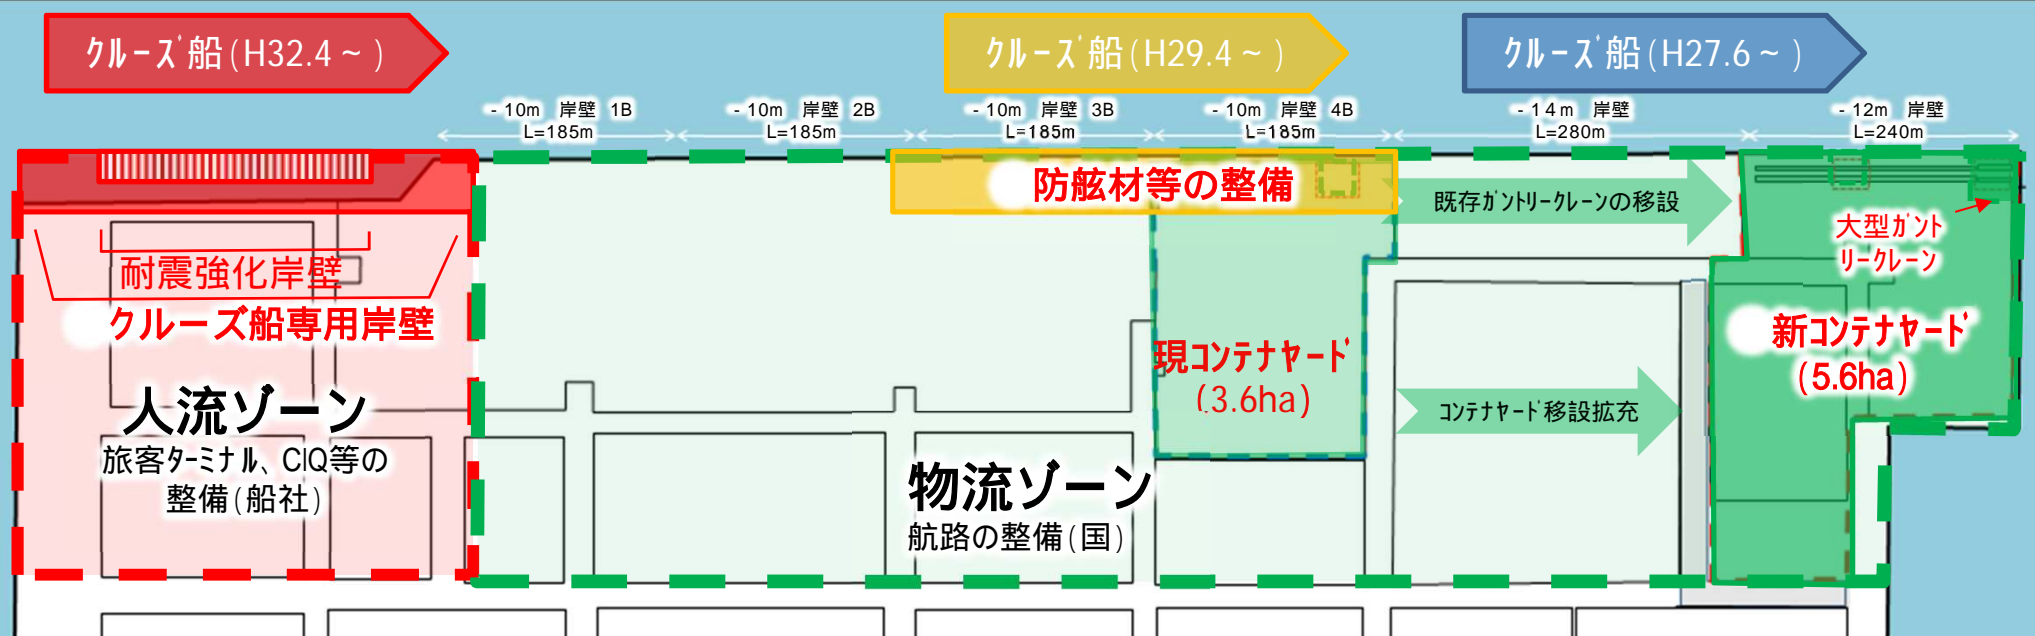 ｸﾙｰｽﾞ船(H32.4～)
ｸﾙｰｽﾞ船(H29.4～)
ｸﾙｰｽﾞ船(H27.6～)
-10m 岸壁 1B
L=185m
-10m 岸壁 2B
L=185m
-10m 岸壁 3B
L=185m
-10m 岸壁 4B
L=185m
-14m 岸壁
L=280m
-12m 岸壁
L=240m
防舷材等の整備
既存ｶﾞﾝﾄﾘｰｸﾚｰﾝの移設
大型ｶﾞﾝﾄ
ﾘｰｸﾚｰﾝ
耐震強化岸壁
クルーズ船専用岸壁
現ｺﾝﾃﾅﾔｰﾄﾞ
(3.6ha)
新ｺﾝﾃﾅﾔｰﾄﾞ
(5.6ha)
ｺﾝﾃﾅﾔｰﾄﾞ移設拡充
人流ゾーン
旅客ﾀｰﾐﾅﾙ、CIQ等の
整備(船社)
物流ゾーン
航路の整備(国)